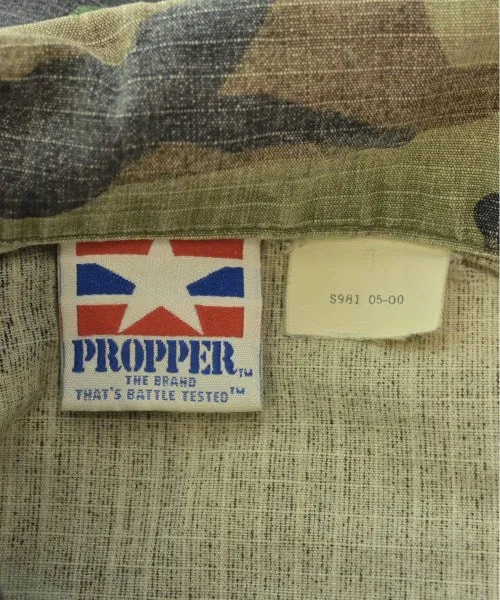 PROPPER™
THE BRAND
THAT'S BATTLE TESTED™
S981 05-00